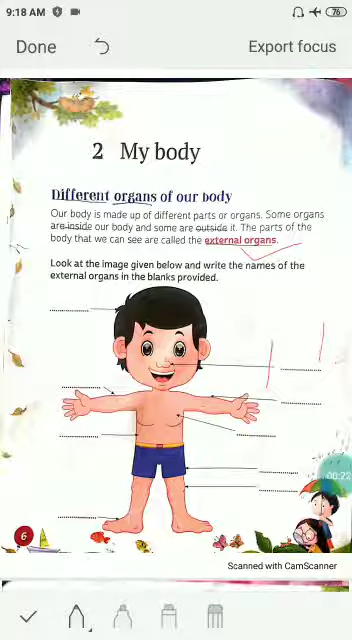 9:18 AM 76
Done Export focus
2 My body
Different organs of our body
Our body is made up of different parts or organs. Some organs
are inside our body and some are outside it. The parts of the
body that we can see are called the external organs.
Look at the image given below and write the names of the
external organs in the blanks provided.
00:22
6
Scanned with CamScanner